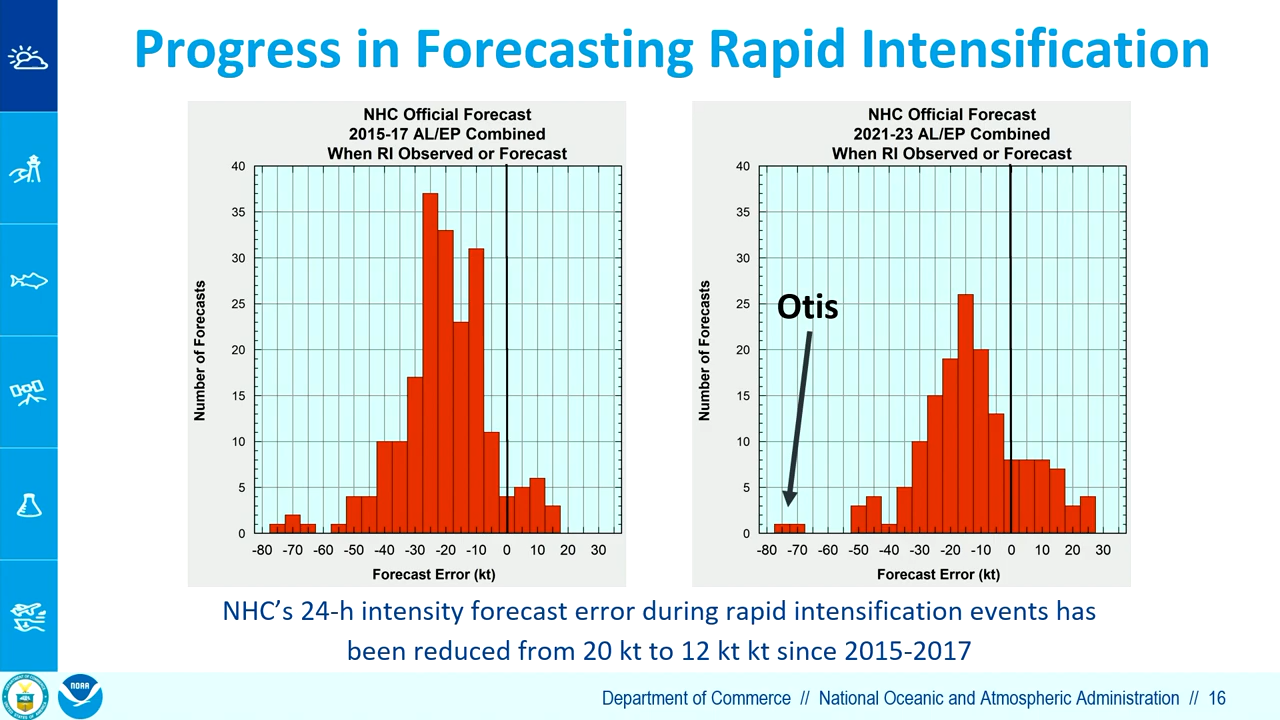 Progress in Forecasting Rapid Intensification
NHC Official Forecast
2015-17 AL/EP Combined
When RI Observed or Forecast
40
35
30
25
20
15
10
5
0
Number of Forecasts
-80 -70 -60 -50 -40 -30 -20 -10 0 10 20 30
Forecast Error (kt)
NHC Official Forecast
2021-23 AL/EP Combined
When RI Observed or Forecast
40
35
30
25
20
15
10
5
0
Number of Forecasts
Otis
-80 -70 -60 -50 -40 -30 -20 -10 0 10 20 30
Forecast Error (kt)
NHC’s 24-h intensity forecast error during rapid intensification events has
been reduced from 20 kt to 12 kt kt since 2015-2017
NOAA
Department of Commerce // National Oceanic and Atmospheric Administration // 16